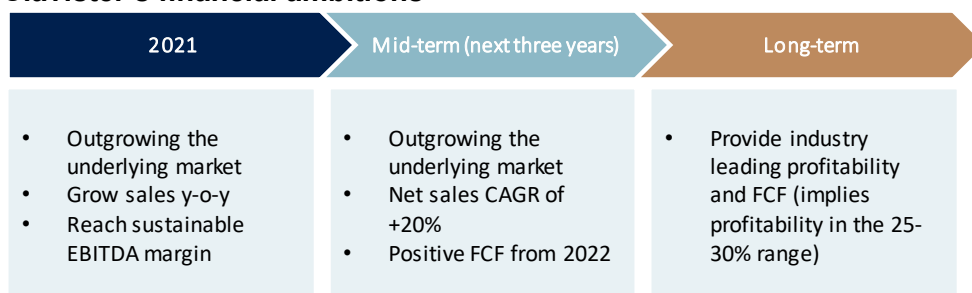 2021
Mid-term (next three years)
Long-term
• Outgrowing the
underlying market
• Grow sales y-o-y
• Reach sustainable
EBITDA margin
• Outgrowing the
underlying market
• Net sales CAGR of
+20%
• Positive FCF from 2022
• Provide industry
leading profitability
and FCF (implies
profitability in the 25-
30% range)